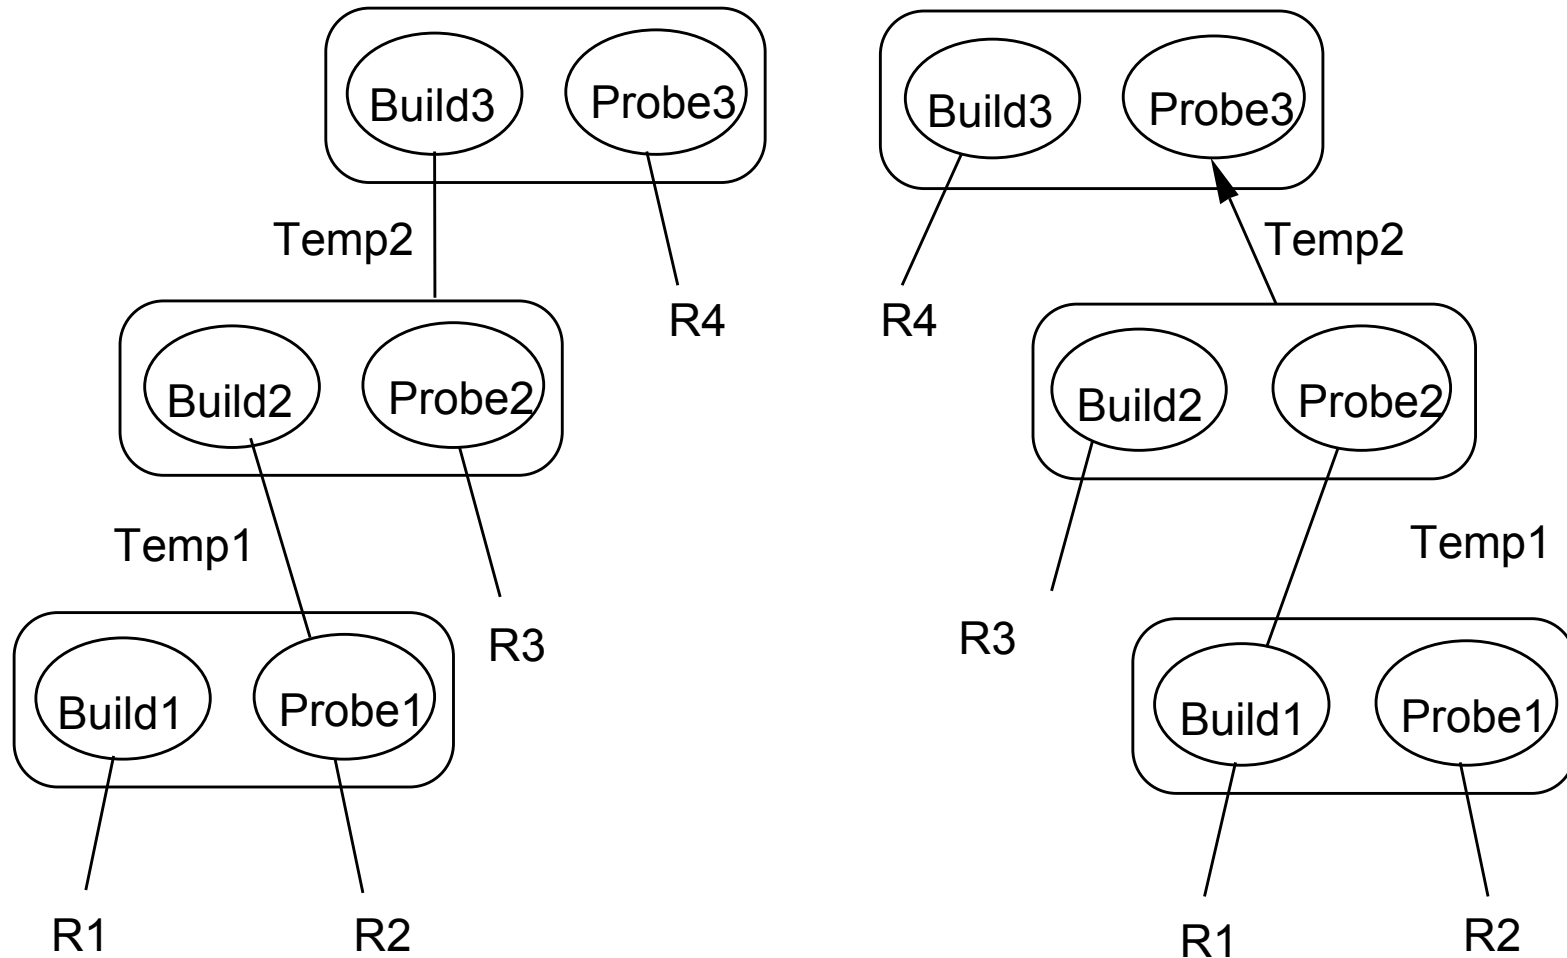 Build3 Probe3
Temp2
R4
Build2 Probe2
Temp1
R3
Build1 Probe1
R1 R2
Build3 Probe3
Temp2
R4
Build2 Probe2
Temp1
R3
Build1 Probe1
R1 R2